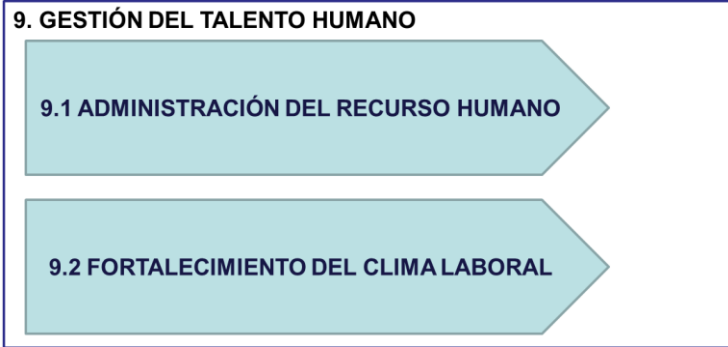 9. GESTIÓN DEL TALENTO HUMANO
9.1 ADMINISTRACIÓN DEL RECURSO HUMANO
9.2 FORTALECIMIENTO DEL CLIMA LABORAL